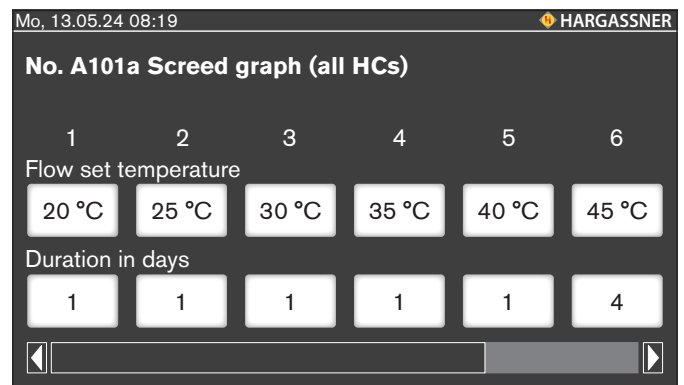 Mo, 13.05.24 08:19 HARGASSNER
No. A101a Screed graph (all HCs)
1 2 3 4 5 6
Flow set temperature
20 °C 25 °C 30 °C 35 °C 40 °C 45 °C
Duration in days
1 1 1 1 1 4